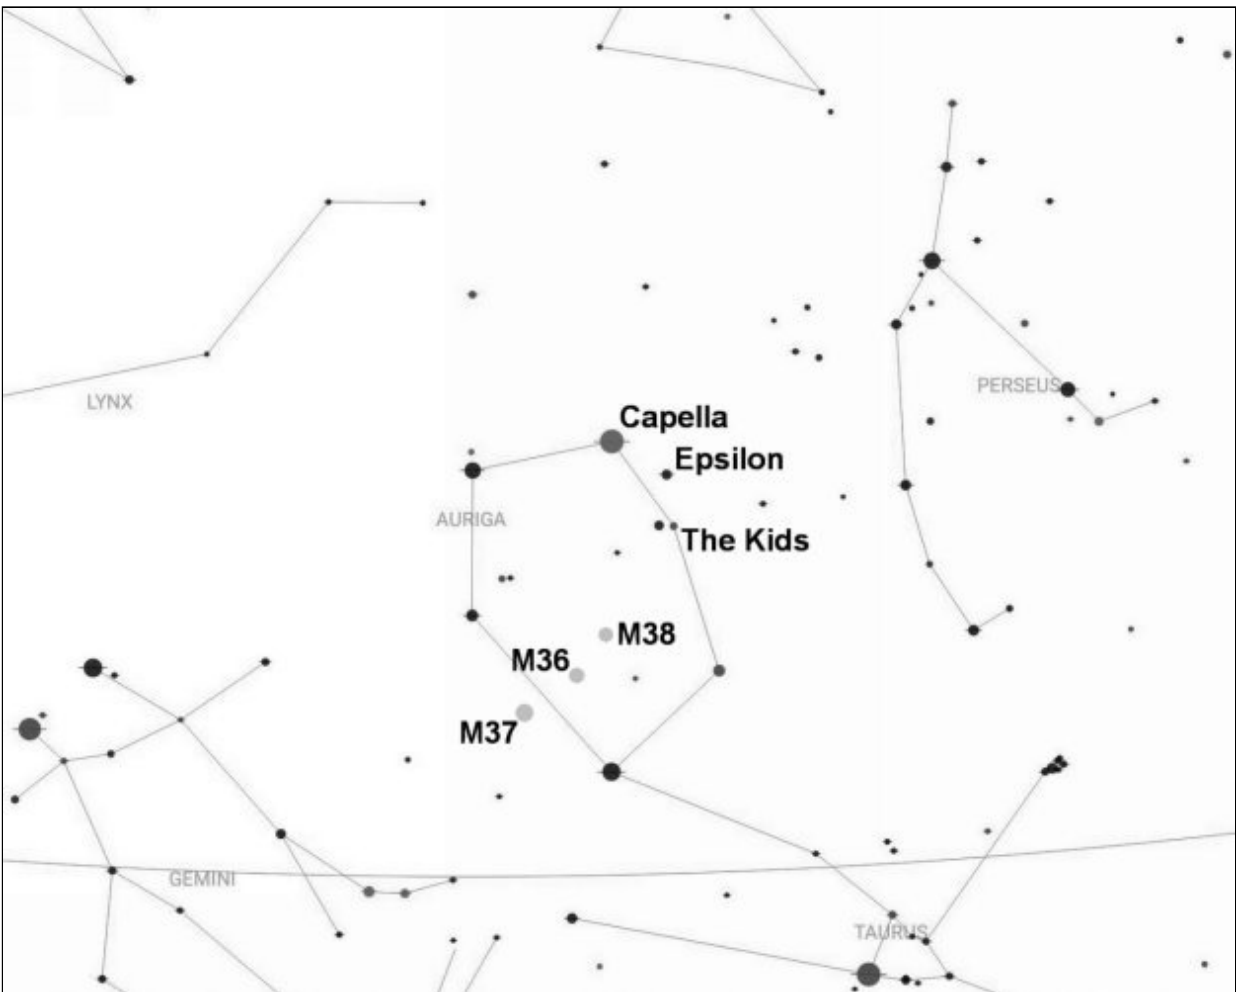 PERSEUS
LYNX
Capella
Epsilon
AURIGA
The Kids
M38
M36
M37
GEMINI
TAURUS